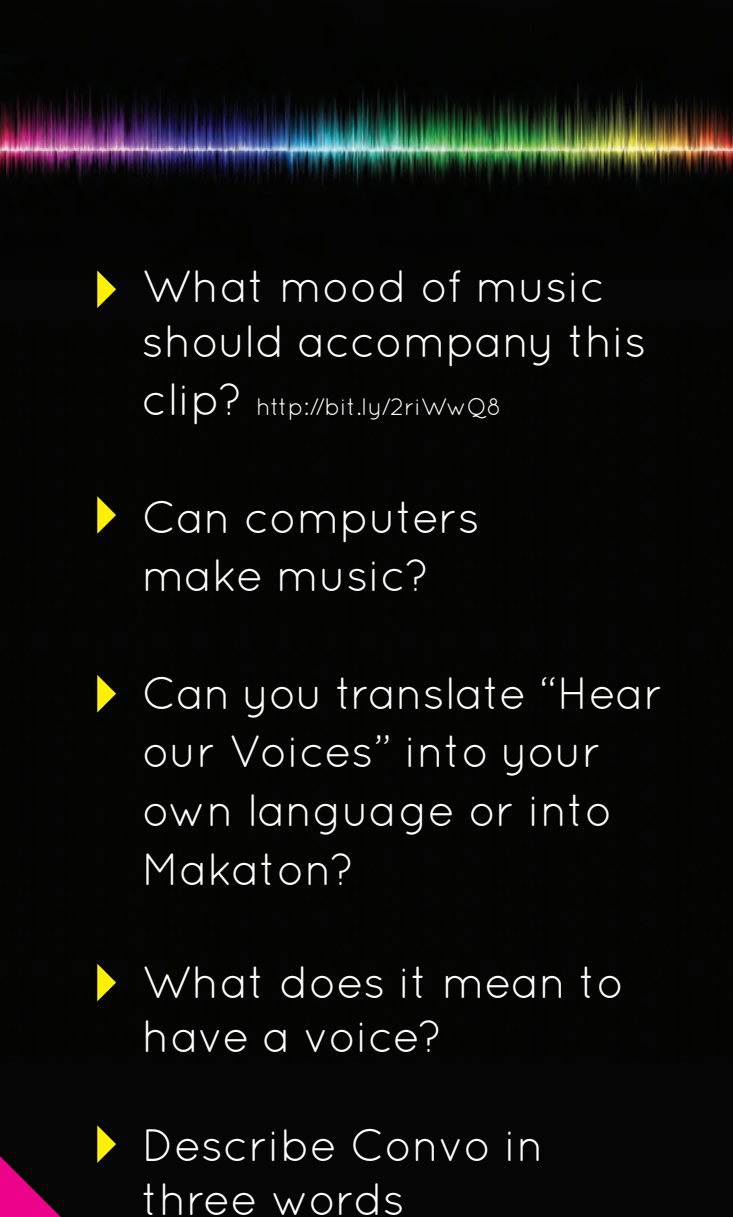 What mood of music
should accompany this
clip? http://bit.ly/2riWwQ8
Can computers
make music?
Can you translate “Hear
our Voices” into your
own language or into
Makaton?
What does it mean to
have a voice?
Describe Convo in
three words